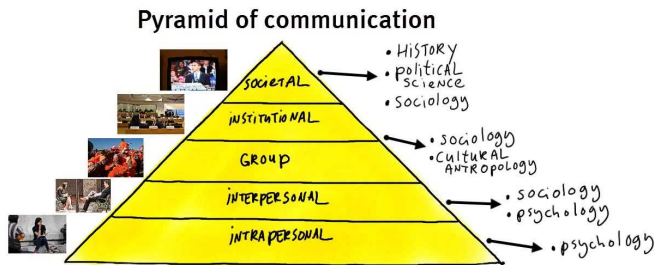 Pyramid of communication
SOCIETAL
INSTITUTIONAL
GROUP
INTERPERSONAL
INTRAPERSONAL
• HISTORY
• POLITICAL
SCIENCE
• SOCIOLOGY
• SOCIOLOGY
• CULTURAL
ANTROPOLOGY
• SOCIOLOGY
• PSYCHOLOGY
• PSYCHOLOGY